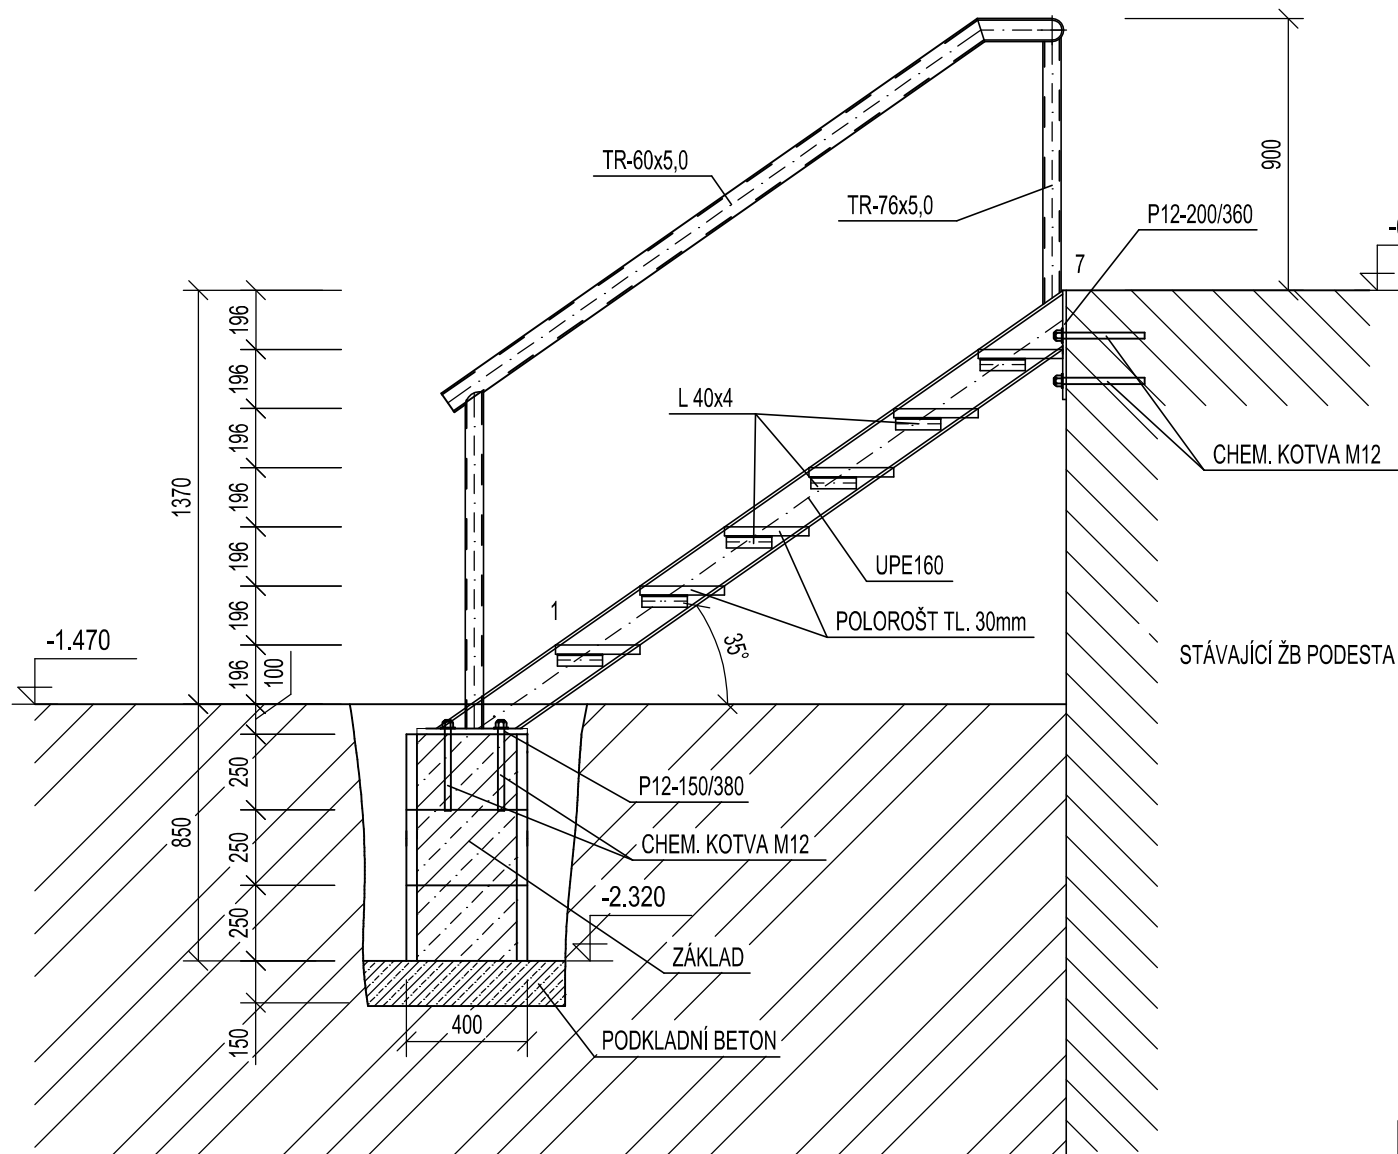 900
TR-60x5,0
TR-76x5,0
P12-200/360
7
196
196
196
196
196
196
196
1370
L 40x4
CHEM. KOTVA M12
UPE160
1
POLOROŠT TL. 30mm
35°
-1.470
100
STÁVAJÍCÍ ŽB PODESTA
250
250
250
850
P12-150/380
CHEM. KOTVA M12
-2.320
ZÁKLAD
400
150
PODKLADNÍ BETON